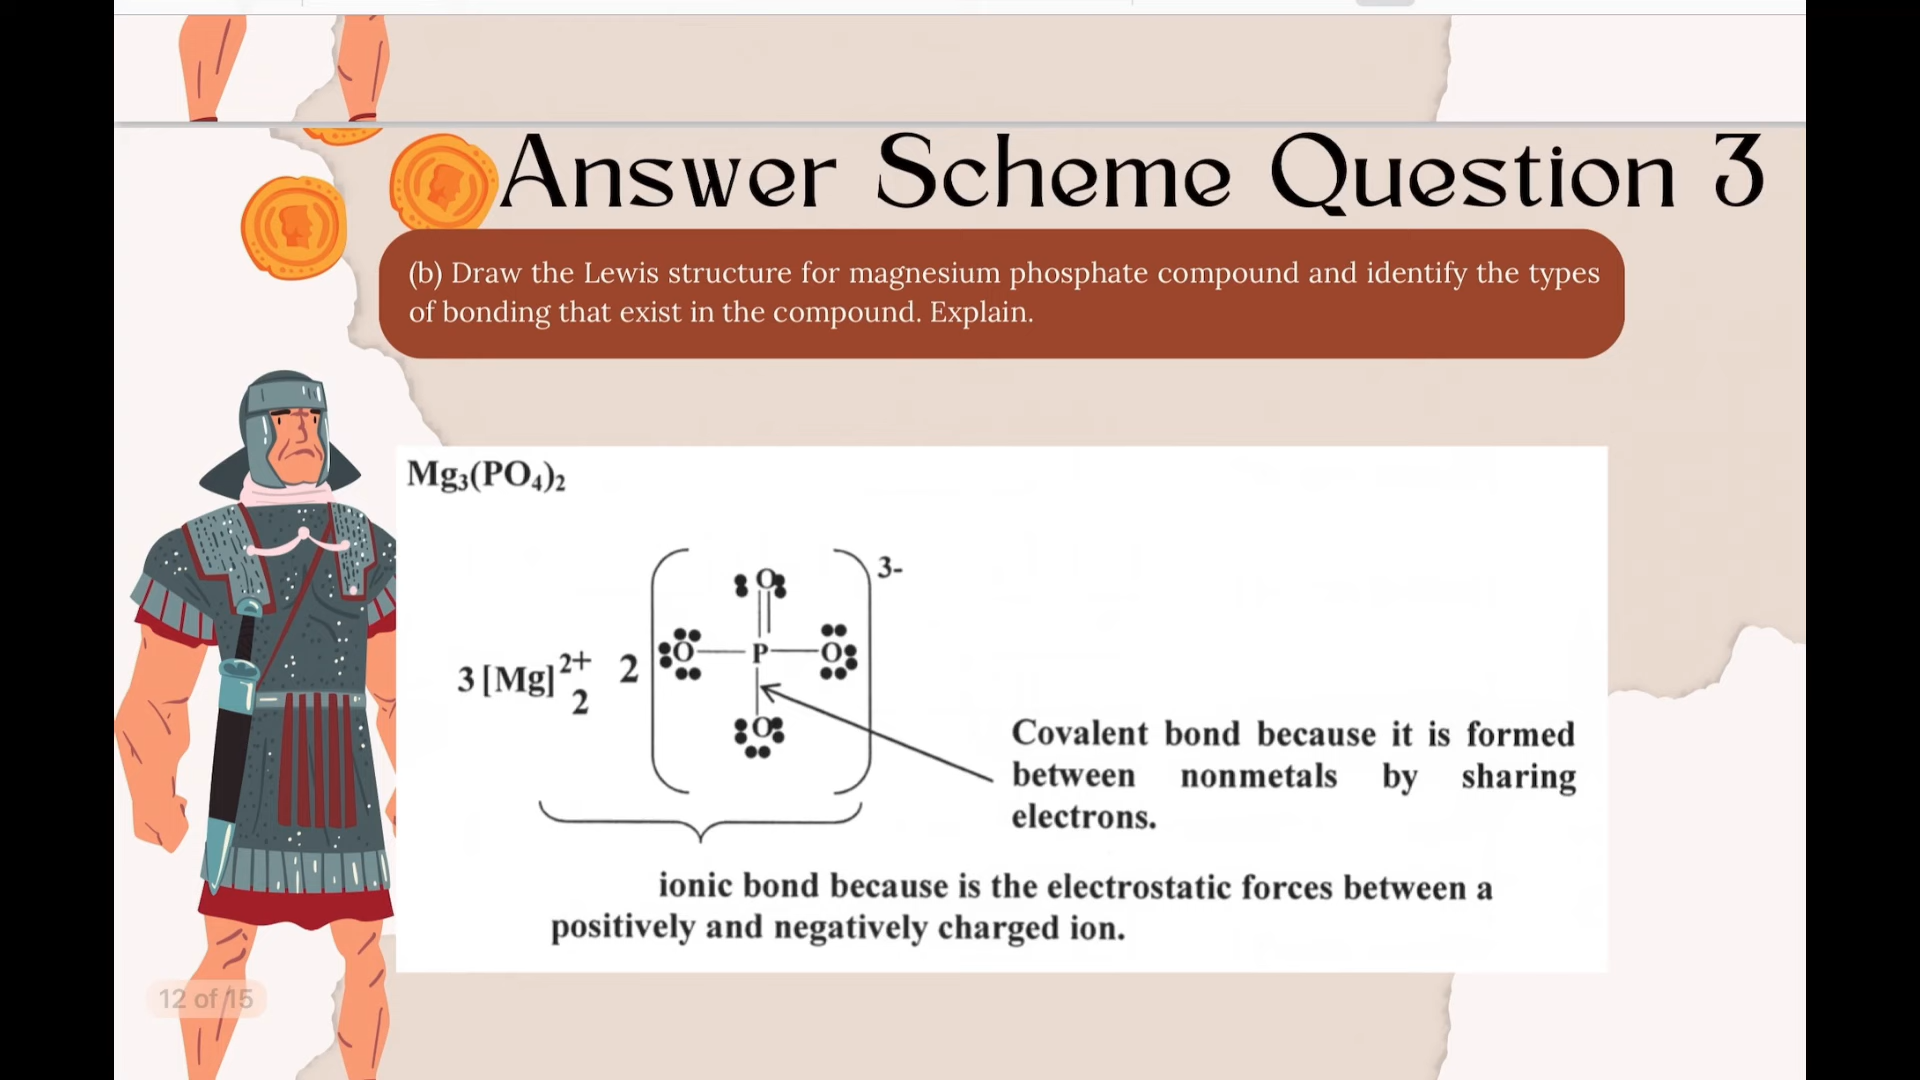 Answer Scheme Question 3
(b) Draw the Lewis structure for magnesium phosphate compound and identify the types
of bonding that exist in the compound. Explain.
Mg₃(PO₄)₂
3-
O
3 [Mg]²⁺ ₂ 2 O P O
O
Covalent bond because it is formed
between nonmetals by sharing
electrons.
ionic bond because is the electrostatic forces between a
positively and negatively charged ion.
12 of 15